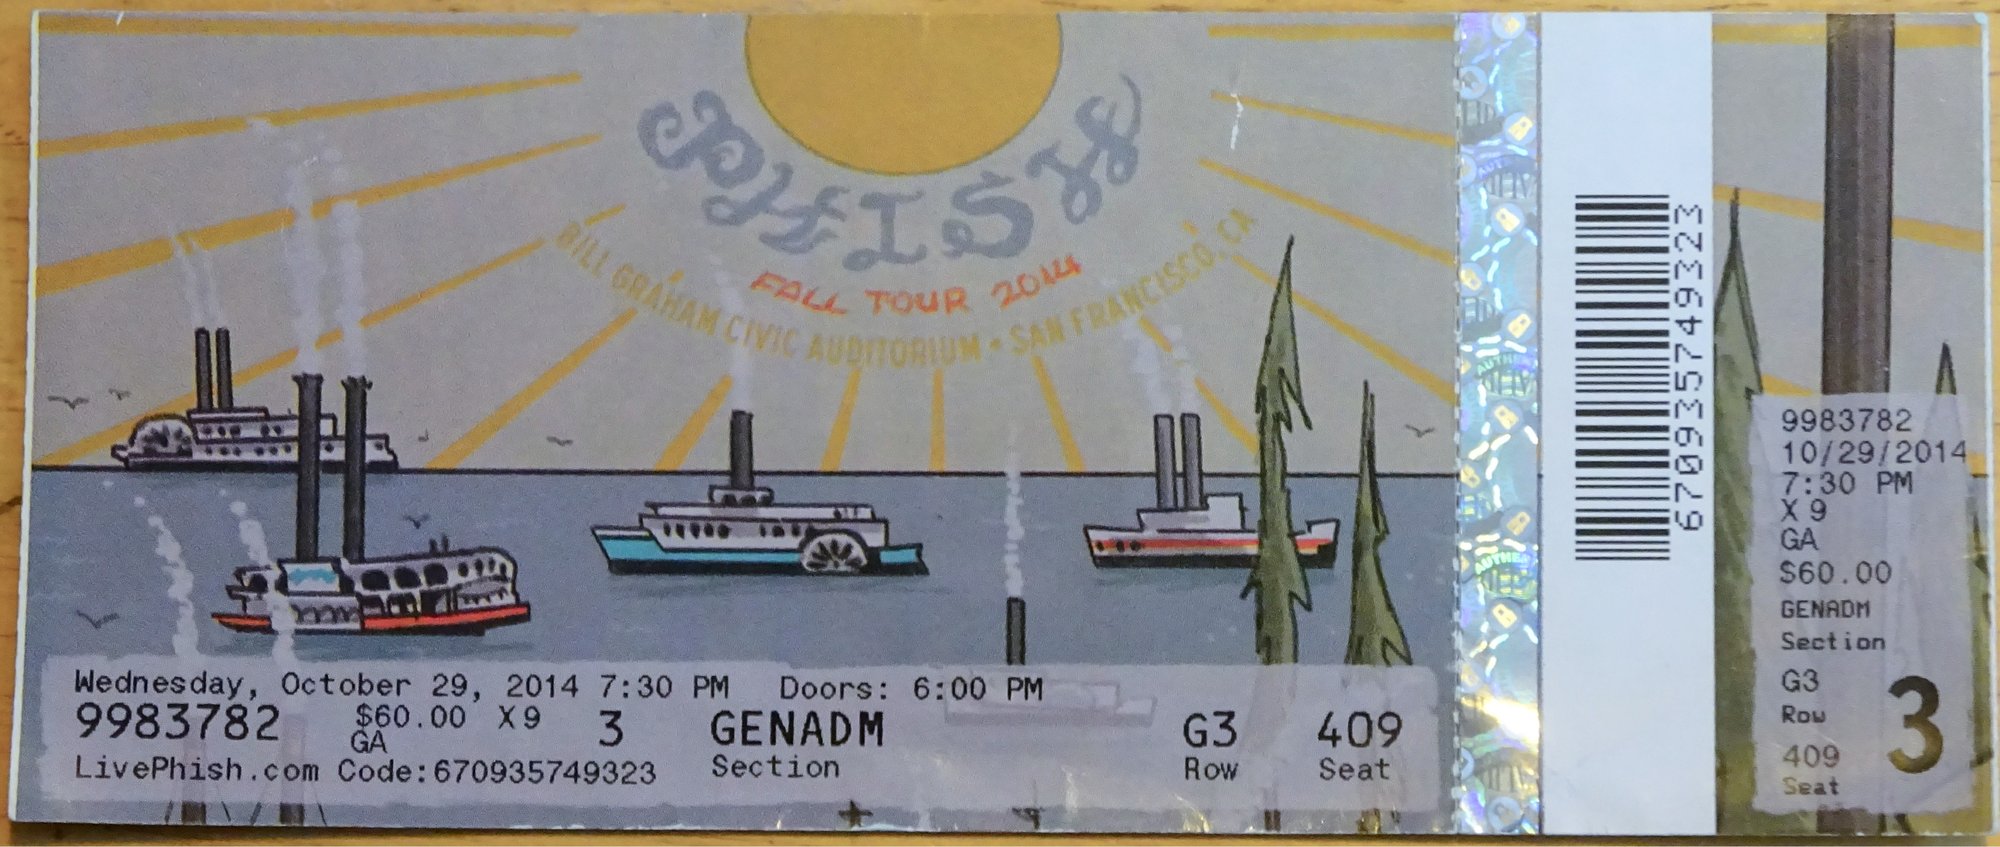 PHISH
FALL TOUR 2014
BILL GRAHAM CIVIC AUDITORIUM • SAN FRANCISCO, CA
Wednesday, October 29, 2014 7:30 PM Doors: 6:00 PM
9983782 $60.00 X9 3 GENADM G3 409
GA
Section Row Seat
LivePhish.com Code:670935749323
670935749323
9983782
10/29/2014
7:30 PM
X 9
GA
$60.00
GENADM
Section
G3
Row
3
409
Seat